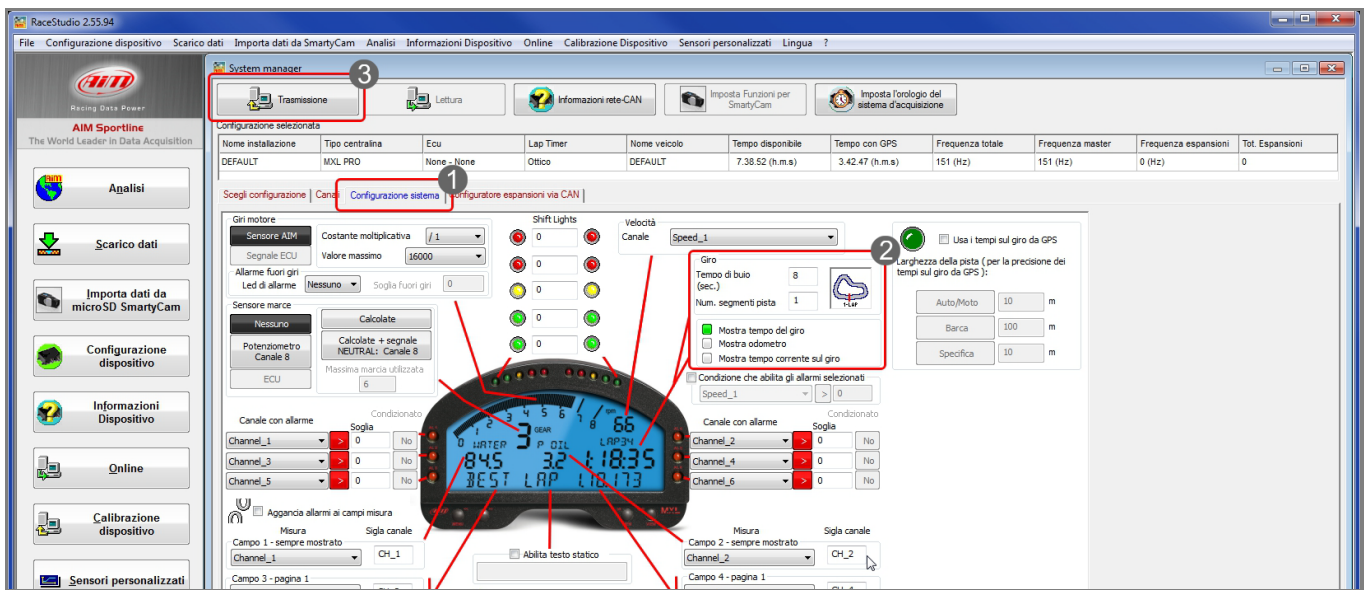 RaceStudio 2.55.94
File Configurazione dispositivo Scarico dati Importa dati da SmartyCam Analisi Informazioni Dispositivo Online Calibrazione Dispositivo Sensori personalizzati Lingua ?
AiM
Racing Data Power
AIM Sportline
The World Leader in Data Acquisition
Analisi
Scarico dati
Importa dati da
microSD SmartyCam
Configurazione
dispositivo
Informazioni
Dispositivo
Online
Calibrazione
dispositivo
Sensori personalizzati
System manager
3
Trasmissione
Lettura
Informazioni rete-CAN
Imposta Funzioni per
SmartyCam
Imposta l'orologio del
sistema d'acquisizione
Configurazione selezionata
Nome installazione Tipo centralina Ecu Lap Timer Nome veicolo Tempo disponibile Tempo con GPS Frequenza totale Frequenza master Frequenza espansioni Tot. Espansioni
DEFAULT MXL PRO None - None Ottico DEFAULT 7.38.52 (h.m.s) 3.42.47 (h.m.s) 151 (Hz) 151 (Hz) 0 (Hz) 0
1
Scegli configurazione Canali Configurazione sistema Configuratore espansioni via CAN
Giri motore
Sensore AIM Costante moltiplicativa / 1
Segnale ECU Valore massimo 16000
Allarme fuori giri
Led di allarme Nessuno Soglia fuori giri 0
Sensore marce
Nessuno Calcolate
Potenziometro
Canale 8
Calcolate + segnale
NEUTRAL: Canale 8
ECU
Massima marcia utilizzata
6
Shift Lights
0
0
0
0
0
Velocità
Canale Speed_1
2
Giro
Tempo di buio
(sec.)
8
Num. segmenti pista 1
1-LAP
Mostra tempo del giro
Mostra odometro
Mostra tempo corrente sul giro
Usa i tempi sul giro da GPS
Larghezza della pista ( per la precisione dei
tempi sul giro da GPS ):
Auto/Moto 10 m
Barca 100 m
Specifica 10 m
Condizione che abilita gli allarmi selezionati
Speed_1 > 0
Canale con allarme Soglia Condizionato
Channel_1 > 0 No
Channel_3 > 0 No
Channel_5 > 0 No
Canale con allarme Soglia Condizionato
Channel_2 > 0 No
Channel_4 > 0 No
Channel_6 > 0 No
0 1 2 3 4 5 6 7 8 rpm
GEAR
3
66
WATER P OIL LAP34
84.5 3.2 1:18.35
BEST LAP 1.18.173
MXL
Aggancia allarmi ai campi misura
Misura Sigla canale
Campo 1 - sempre mostrato
Channel_1 CH_1
Campo 3 - pagina 1
Abilita testo statico
Misura Sigla canale
Campo 2 - sempre mostrato
Channel_2 CH_2
Campo 4 - pagina 1